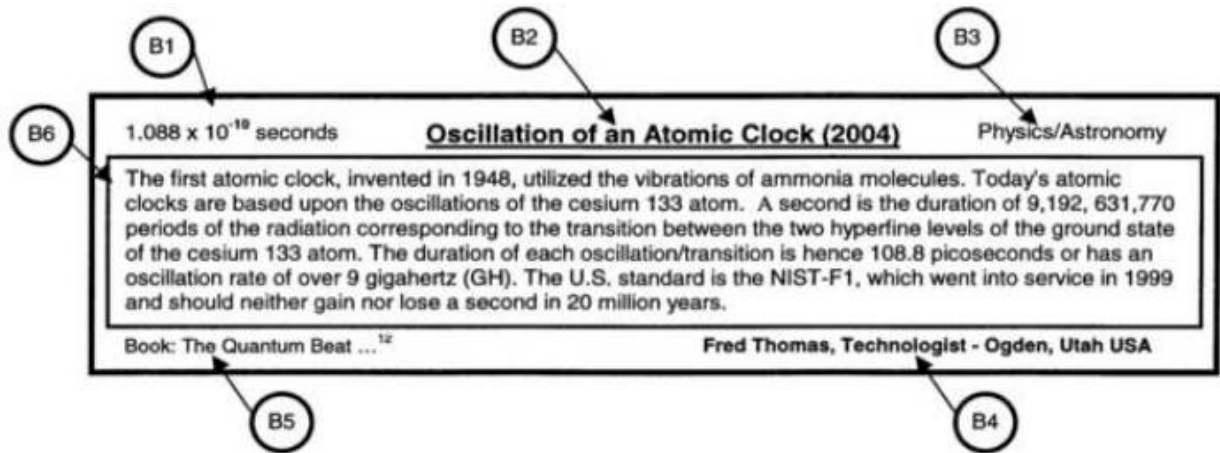 B1 B2 B3
B6
1.088 x 10⁻¹⁹ seconds Oscillation of an Atomic Clock (2004) Physics/Astronomy
The first atomic clock, invented in 1948, utilized the vibrations of ammonia molecules. Today's atomic
clocks are based upon the oscillations of the cesium 133 atom. A second is the duration of 9,192, 631,770
periods of the radiation corresponding to the transition between the two hyperfine levels of the ground state
of the cesium 133 atom. The duration of each oscillation/transition is hence 108.8 picoseconds or has an
oscillation rate of over 9 gigahertz (GH). The U.S. standard is the NIST-F1, which went into service in 1999
and should neither gain nor lose a second in 20 million years.
Book: The Quantum Beat ...¹² Fred Thomas, Technologist - Ogden, Utah USA
B5 B4